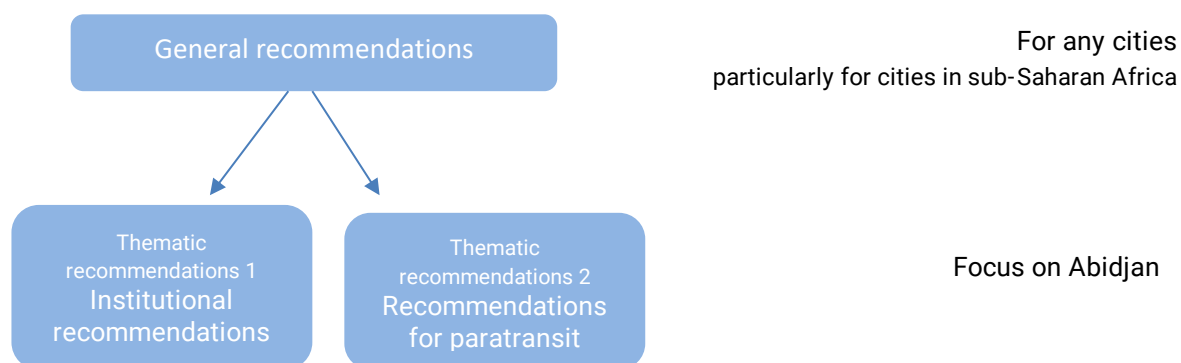 General recommendations
For any cities
particularly for cities in sub-Saharan Africa
Thematic
recommendations 1
Institutional
recommendations
Thematic
recommendations 2
Recommendations
for paratransit
Focus on Abidjan